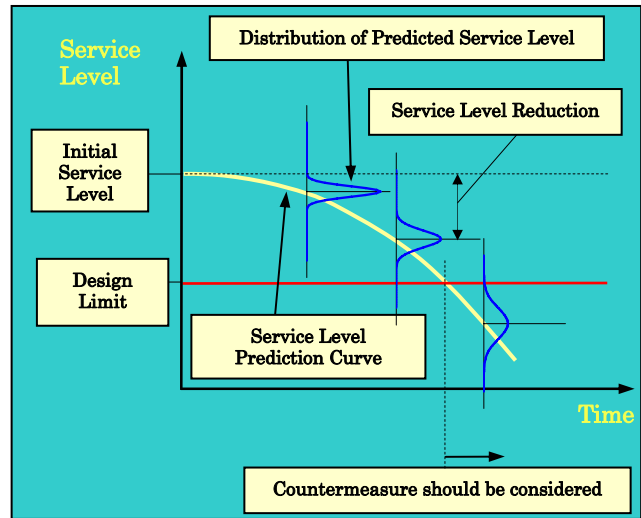 Distribution of Predicted Service Level
Service
Level
Service Level Reduction
Initial
Service
Level
Design
Limit
Service Level
Prediction Curve
Time
Countermeasure should be considered